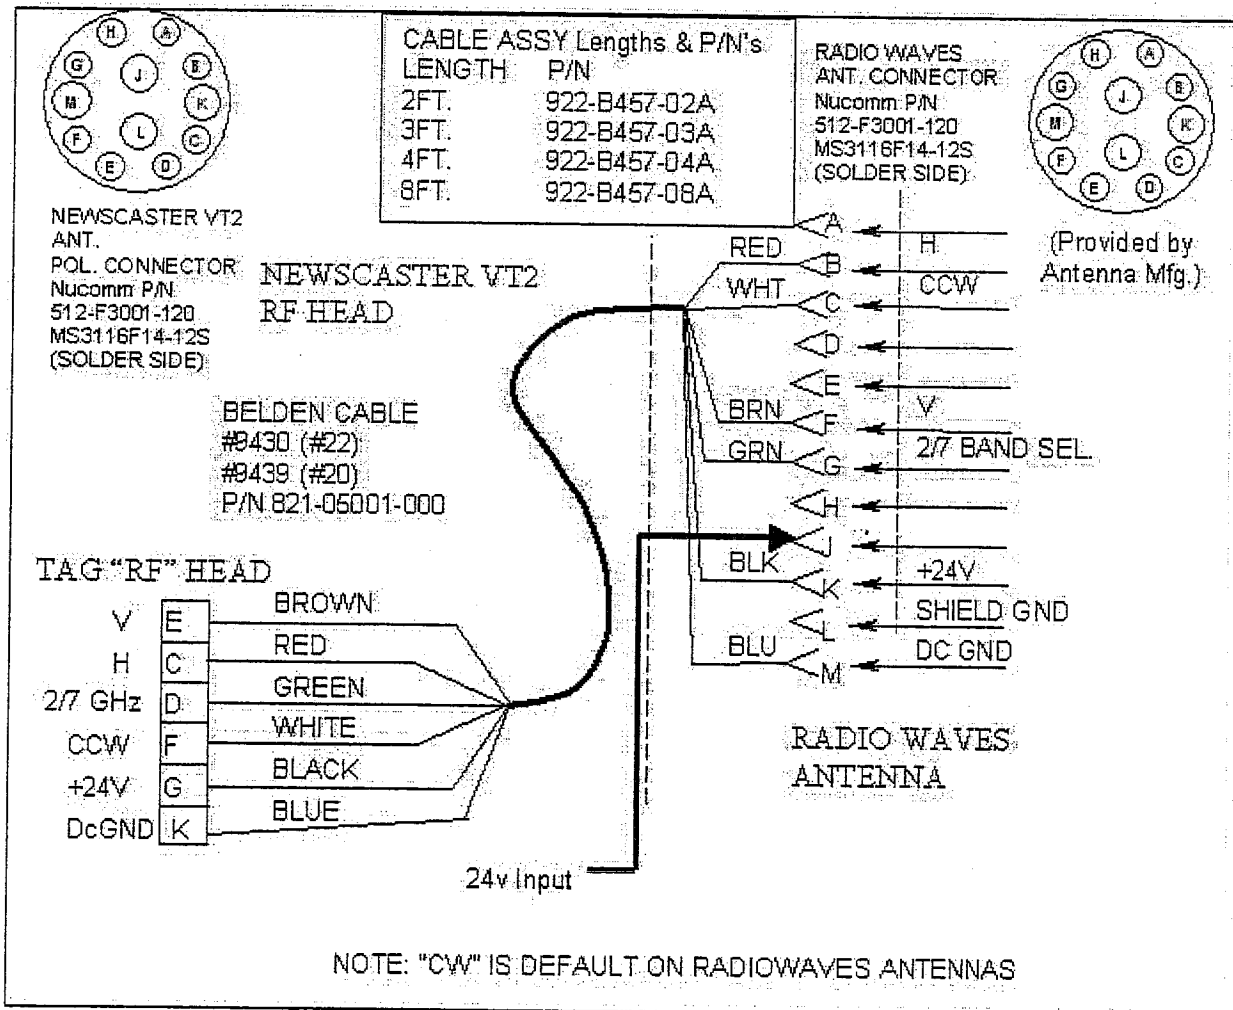 H A
G J B
M K
F L C
E D
NEWSCASTER VT2
ANT.
POL. CONNECTOR
Nucomm P/N
512-F3001-120
MS3116F14-12S
(SOLDER SIDE)
CABLE ASSY Lengths & P/N's
LENGTH P/N
2FT. 922-B457-02A
3FT. 922-B457-03A
4FT. 922-B457-04A
8FT. 922-B457-08A
RADIO WAVES
ANT. CONNECTOR
Nucomm P/N
512-F3001-120
MS3116F14-12S
(SOLDER SIDE)
H A
G J B
M K
F L C
E D
(Provided by
Antenna Mfg.)
NEWSCASTER VT2
RF HEAD
BELDEN CABLE
#9430 (#22)
#9439 (#20)
P/N 821-05001-000
A
RED B H
WHT C CCW
D
E
BRN F V
GRN G 2/7 BAND SEL.
H
J
BLK K +24V
L SHIELD GND
BLU M DC GND
RADIO WAVES
ANTENNA
TAG "RF" HEAD
V E BROWN
H C RED
2/7 GHz D GREEN
CCW F WHITE
+24V G BLACK
DcGND K BLUE
24v Input
NOTE: "CW" IS DEFAULT ON RADIOWAVES ANTENNAS